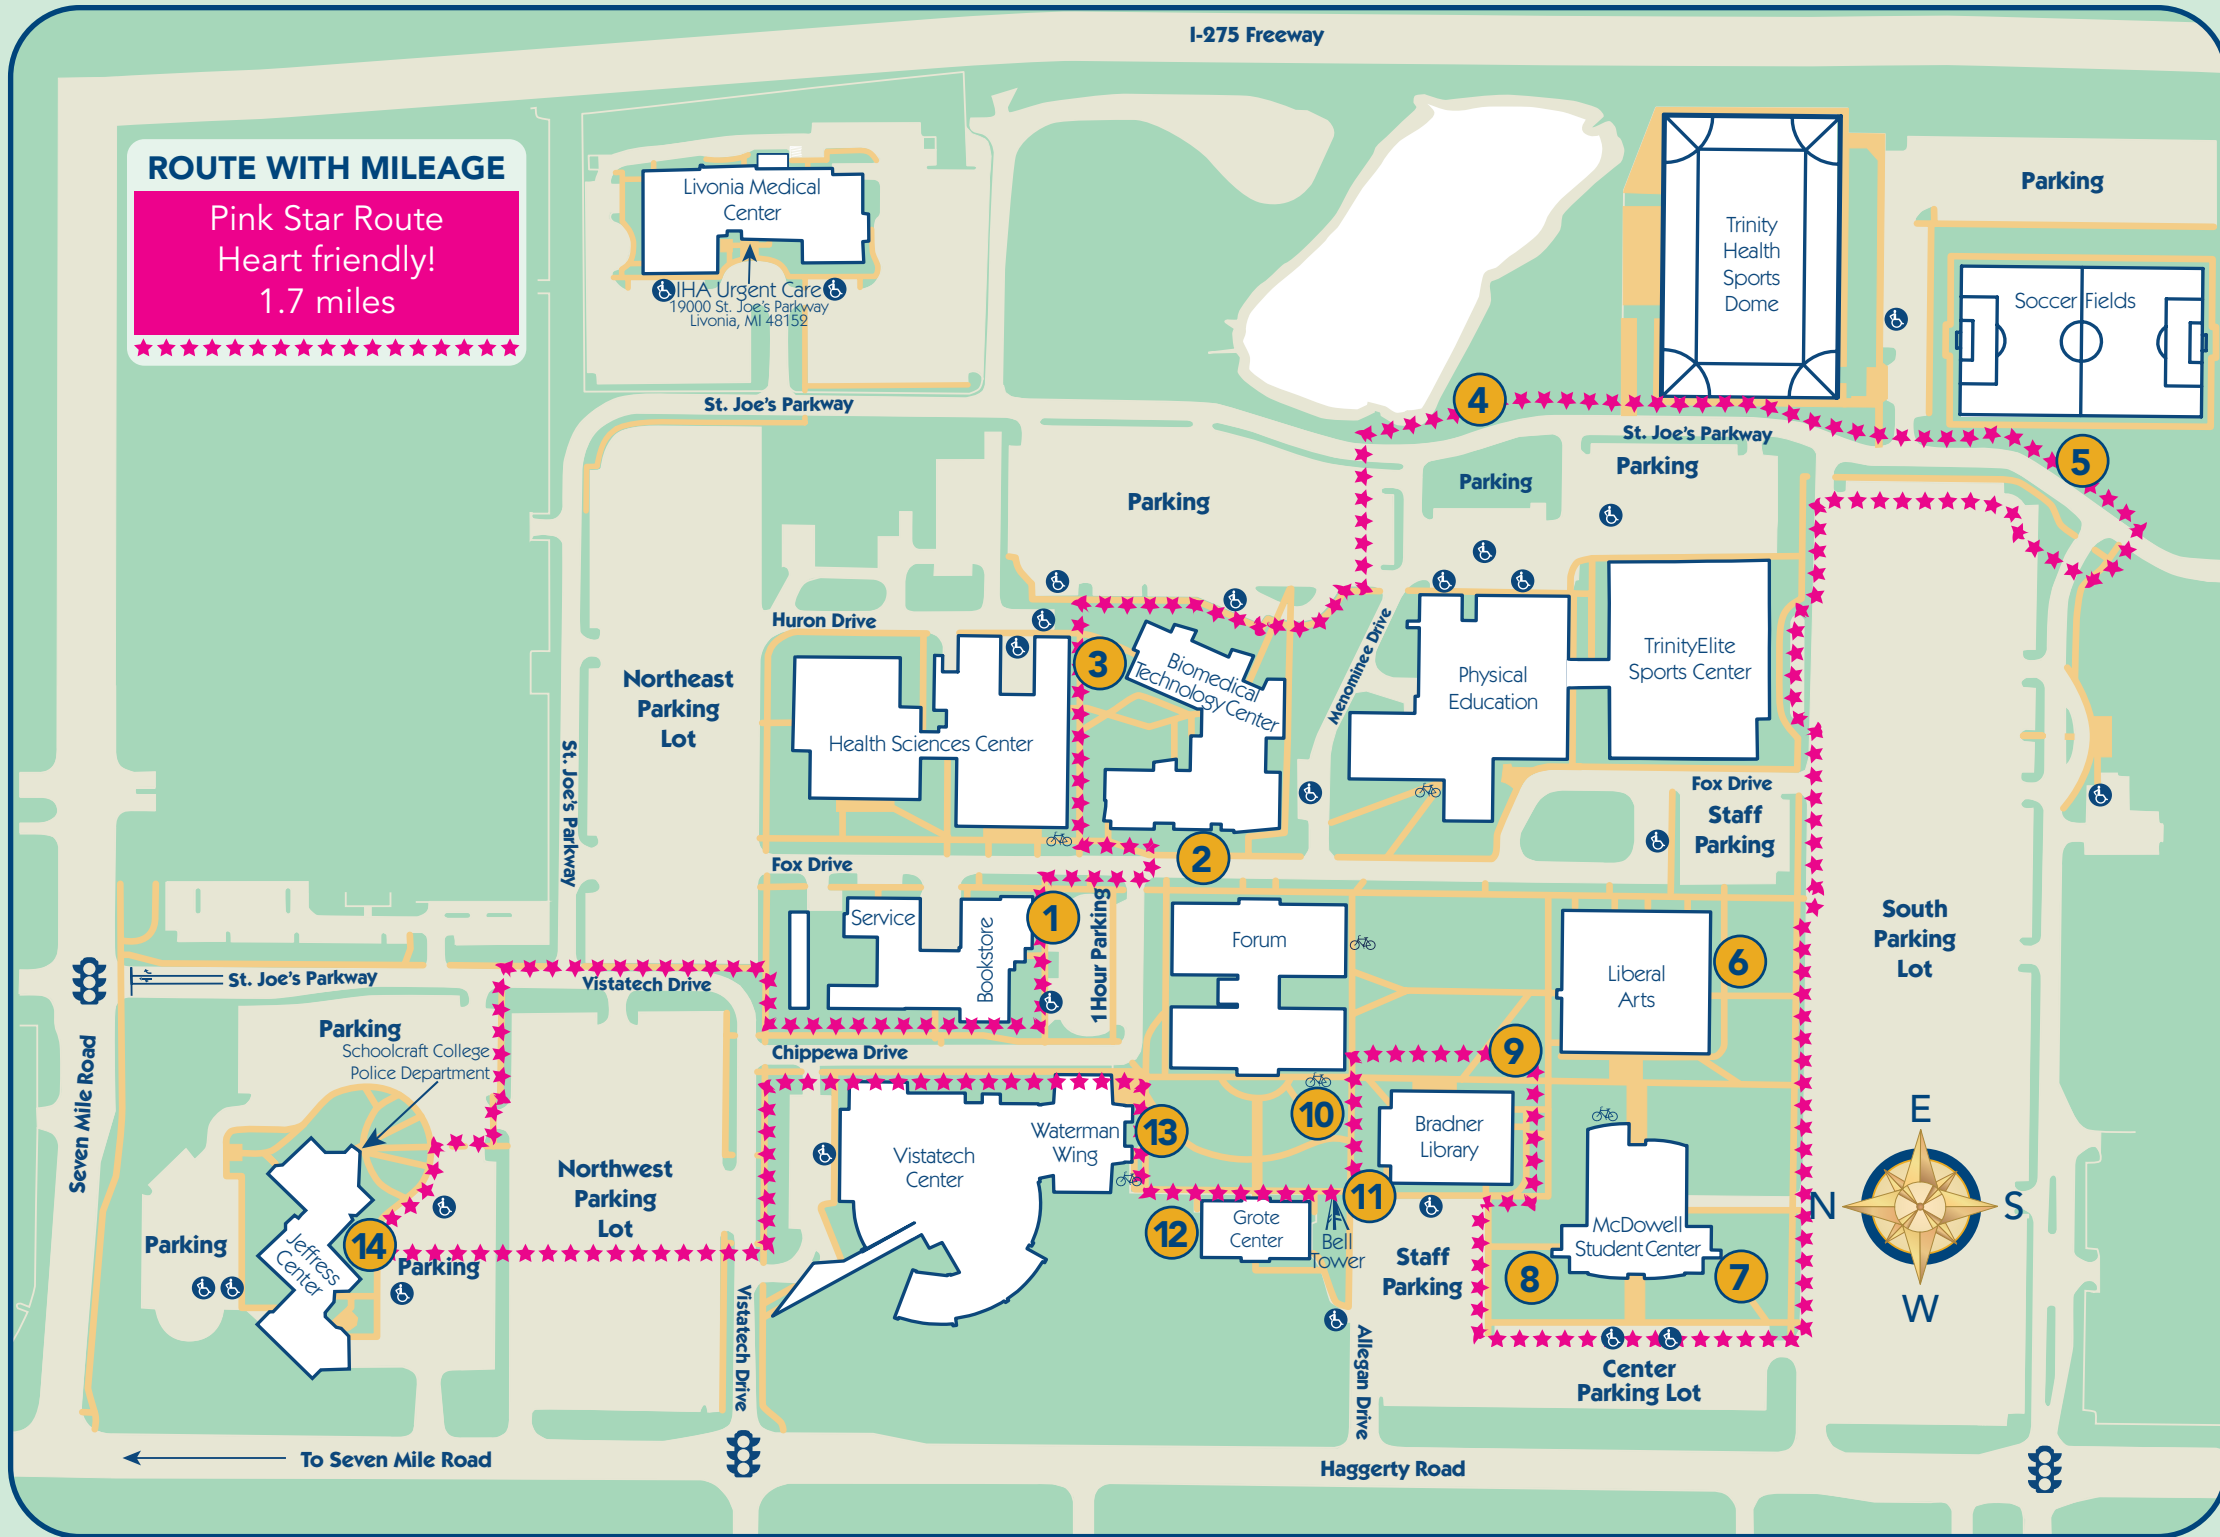 I-275 Freeway
ROUTE WITH MILEAGE
Pink Star Route
Heart friendly!
1.7 miles
Livonia Medical
Center
IHA Urgent Care
19000 St. Joe's Parkway
Livonia, MI 48152
St. Joe's Parkway
Trinity
Health
Sports
Dome
Parking
Soccer Fields
4
St. Joe's Parkway
Parking
Parking
5
Parking
Huron Drive
Northeast
Parking
Lot
3
Biomedical
Technology Center
Menominee Drive
Physical
Education
TrinityElite
Sports Center
Health Sciences Center
St. Joe's Parkway
Fox Drive
Staff
Parking
Fox Drive
2
1
Service
Bookstore
1 Hour Parking
Forum
Liberal
Arts
6
South
Parking
Lot
St. Joe's Parkway
Vistatech Drive
Parking
Schoolcraft College
Police Department
Chippewa Drive
9
10
Seven Mile Road
Bradner
Library
13
Waterman
Wing
Vistatech
Center
Northwest
Parking
Lot
E
N
S
W
11
12
Grote
Center
Bell
Tower
Staff
Parking
McDowell
Student Center
8
7
Parking
14
Jeffress
Center
Parking
Vistatech Drive
Allegan Drive
Center
Parking Lot
To Seven Mile Road
Haggerty Road